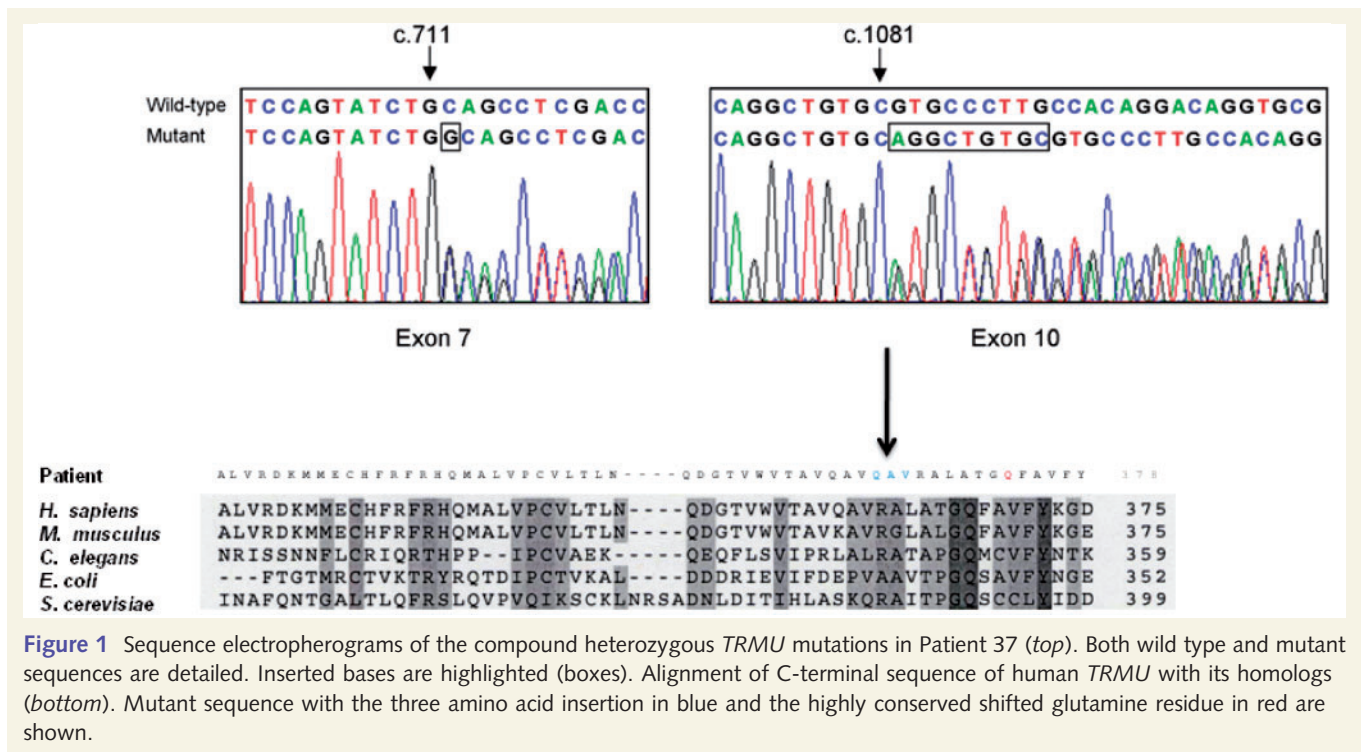 c.711
c.1081
Wild-type TCCAGTATCTGCAGCCTCGACC
Mutant TCCAGTATCTGGCAGCCTCGAC
CAGGCTGTGCGTGCCCTTGCCACAGGACAGGTGCG
CAGGCTGTGCAGGCTGTGCGTGCCCTTGCCACAGG
Exon 7
Exon 10
Patient ALVRDKMMECHFRFRHQMALVPCVLTLN----QDGTVWVTAVQAVQAVRALATGQFAVFY 378
H. sapiens ALVRDKMMECHFRFRHQMALVPCVLTLN----QDGTVWVTAVQAVRALATGQFAVFYKGD 375
M. musculus ALVRDKMMECHFRFRHQMALVPCVLTLN----QDGTVWVTAVKAVRGLALGQFAVFYKGD 375
C. elegans NRISSNNFLCRIQRTHPP--IPCVAEK-----QEQFLSVIPRLALRATAPGQMCVFYNTK 359
E. coli ---FTGTMRCTVKTRYRQTDIPCTVKAL----DDDRIEVIFDEPVAAVTPGQSAVFYNGE 352
S. cerevisiae INAFQNTGALTLQFRSLQVPVQIKSCKLNRSADNLDITIHLASKQRAITPGQSCCLYIDD 399
Figure 1 Sequence electropherograms of the compound heterozygous TRMU mutations in Patient 37 (top). Both wild type and mutant
sequences are detailed. Inserted bases are highlighted (boxes). Alignment of C-terminal sequence of human TRMU with its homologs
(bottom). Mutant sequence with the three amino acid insertion in blue and the highly conserved shifted glutamine residue in red are
shown.